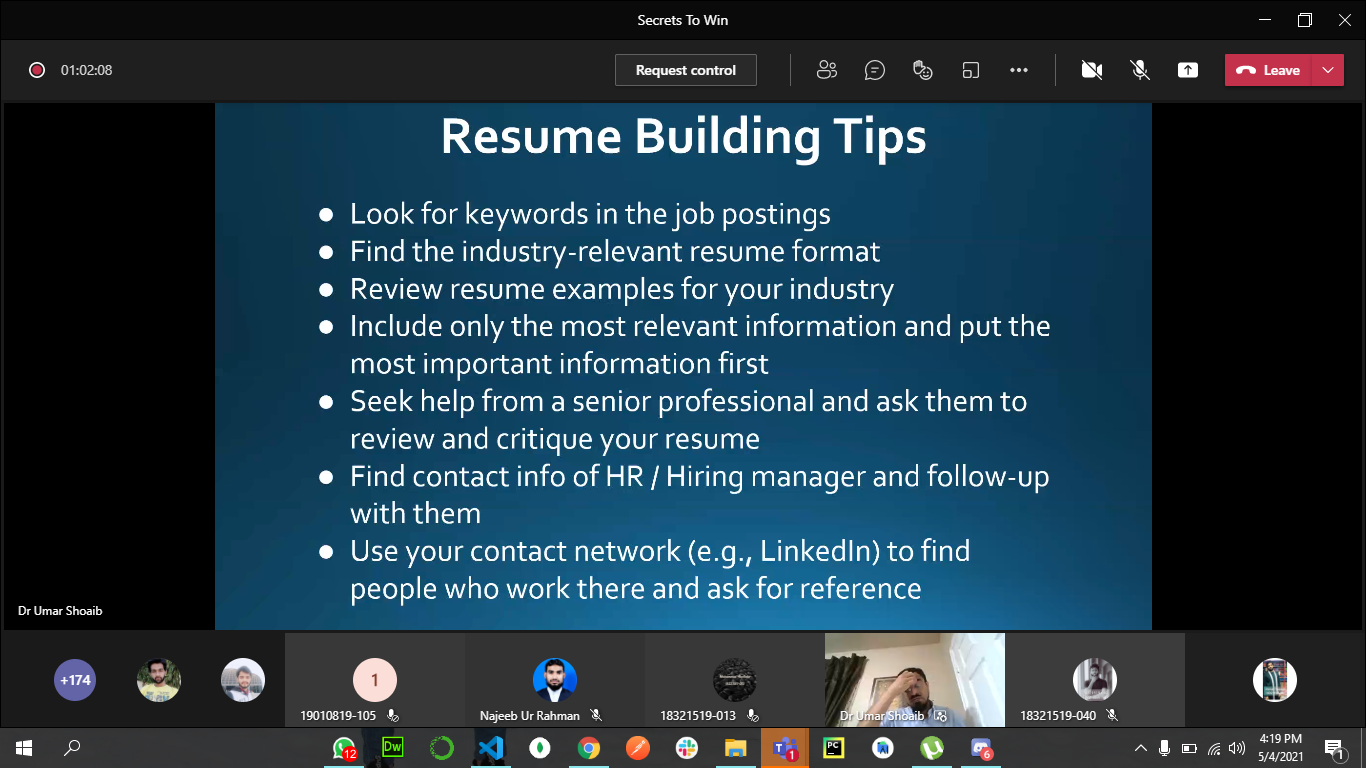 Secrets To Win
01:02:08
Request control
Leave
Resume Building Tips
● Look for keywords in the job postings
● Find the industry-relevant resume format
● Review resume examples for your industry
● Include only the most relevant information and put the
most important information first
● Seek help from a senior professional and ask them to
review and critique your resume
● Find contact info of HR / Hiring manager and follow-up
with them
● Use your contact network (e.g., LinkedIn) to find
people who work there and ask for reference
Dr Umar Shoaib
+174
1
19010819-105
Najeeb Ur Rahman
18321519-013
Dr Umar Shoaib
18321519-040
12
Dw
1
PC
6
4:19 PM
5/4/2021
1